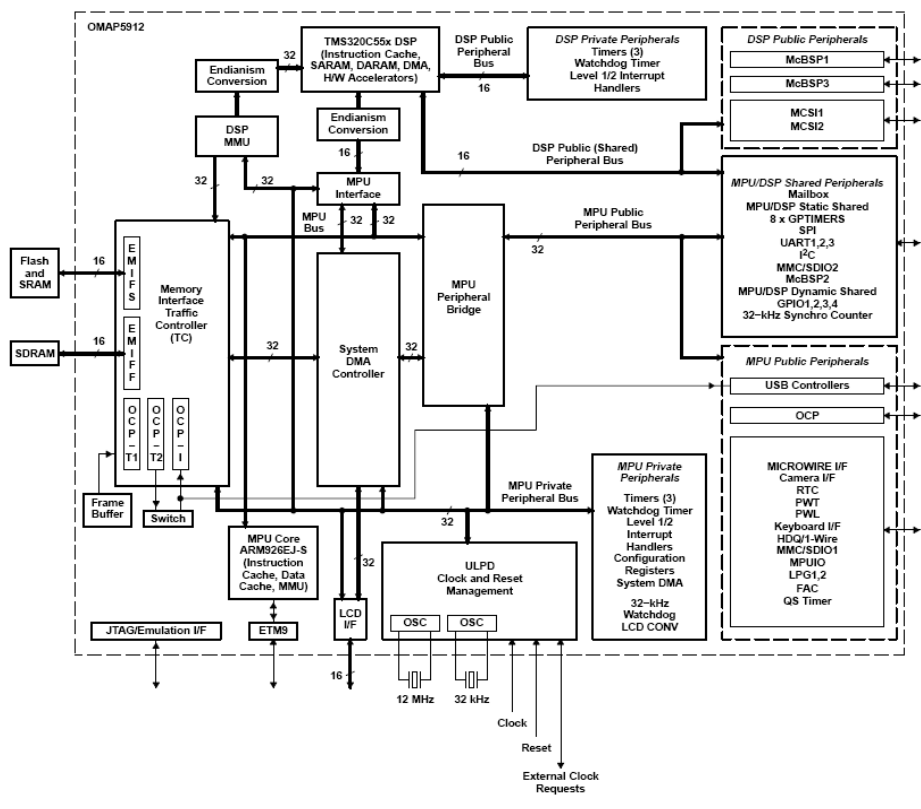 OMAP5912
TMS320C55x DSP
(Instruction Cache,
SARAM, DARAM, DMA,
H/W Accelerators)
32
Endianism
Conversion
DSP Public
Peripheral
Bus
16
DSP Private Peripherals
Timers (3)
Watchdog Timer
Level 1/2 Interrupt
Handlers
DSP Public Peripherals
McBSP1
McBSP3
MCSI1
MCSI2
DSP
MMU
Endianism
Conversion
16
16
DSP Public (Shared)
Peripheral Bus
32
32
MPU
Interface
MPU
Bus
32
32
MPU Public
Peripheral Bus
32
MPU/DSP Shared Peripherals
Mailbox
MPU/DSP Static Shared
8 x GPTIMERS
SPI
UART1,2,3
I2C
MMC/SDIO2
McBSP2
MPU/DSP Dynamic Shared
GPIO1,2,3,4
32–kHz Synchro Counter
Flash and
SRAM
16
EMIFS
Memory
Interface
Traffic
Controller
(TC)
MPU
Peripheral
Bridge
SDRAM
16
EMIFF
32
System
DMA
Controller
32
MPU Public Peripherals
USB Controllers
OCP
OCP–T1
OCP–T2
OCP–I
MICROWIRE I/F
Camera I/F
RTC
PWT
PWL
Keyboard I/F
HDQ/1-Wire
MMC/SDIO1
MPUIO
LPG1,2
FAC
QS Timer
Frame
Buffer
Switch
MPU Private
Peripheral Bus
32
MPU Private
Peripherals
Timers (3)
Watchdog Timer
Level 1/2
Interrupt
Handlers
Configuration
Registers
System DMA
32–kHz
Watchdog
LCD CONV
MPU Core
ARM926EJ-S
(Instruction
Cache, Data
Cache, MMU)
32
ULPD
Clock and Reset
Management
JTAG/Emulation I/F
ETM9
LCD
I/F
OSC
OSC
16
12 MHz
32 kHz
Clock
Reset
External Clock
Requests